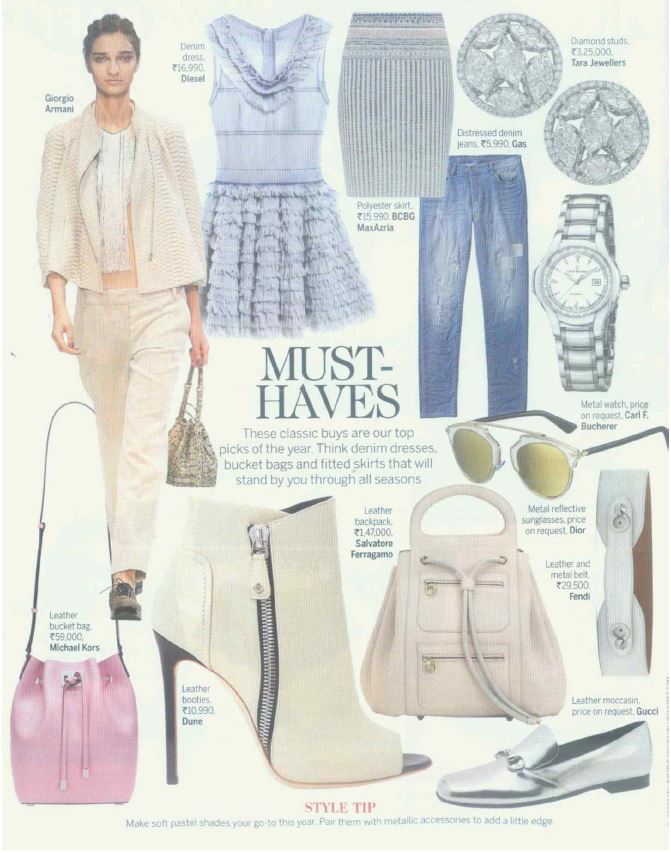 Giorgio
Armani
Denim
dress,
₹16,990,
Diesel
Diamond studs,
₹3,25,000,
Tara Jewellers
Distressed denim
jeans, ₹5,990, Gas
Polyester skirt,
₹15,990, BCBG
MaxAzria
Metal watch, price
on request, Carl F.
Bucherer
MUST-
HAVES
These classic buys are our top
picks of the year. Think denim dresses,
bucket bags and fitted skirts that will
stand by you through all seasons
Leather
backpack,
₹1,47,000,
Salvatore
Ferragamo
Metal reflective
sunglasses, price
on request, Dior
Leather and
metal belt,
₹29,500,
Fendi
Leather
bucket bag,
₹59,000,
Michael Kors
Leather
booties,
₹10,990,
Dune
Leather moccasin,
price on request, Gucci
STYLE TIP
Make soft pastel shades your go-to this year. Pair them with metallic accessories to add a little edge.